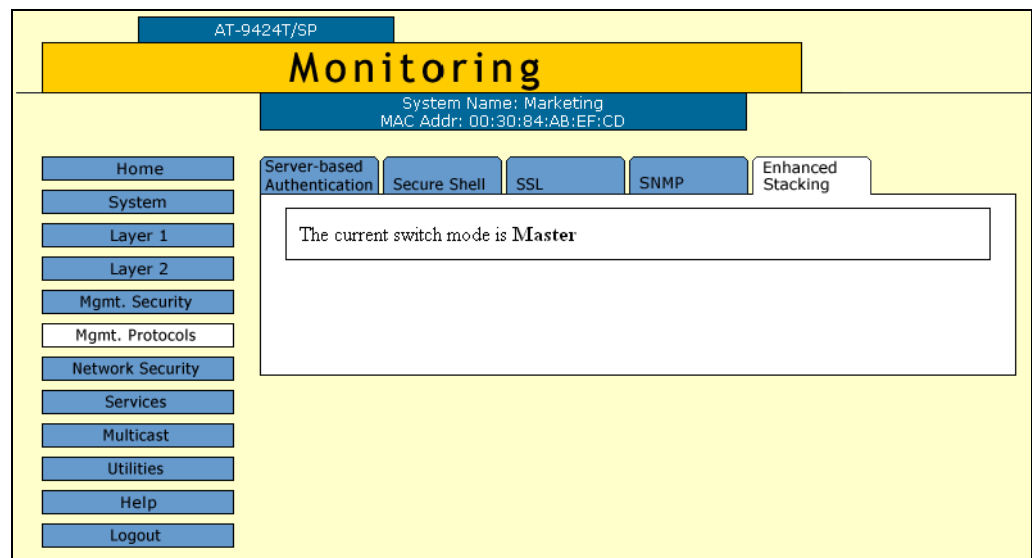 AT-9424T/SP
Monitoring
System Name: Marketing
MAC Addr: 00:30:84:AB:EF:CD
Home
System
Layer 1
Layer 2
Mgmt. Security
Mgmt. Protocols
Network Security
Services
Multicast
Utilities
Help
Logout
Server-based
Authentication
Secure Shell
SSL
SNMP
Enhanced
Stacking
The current switch mode is Master